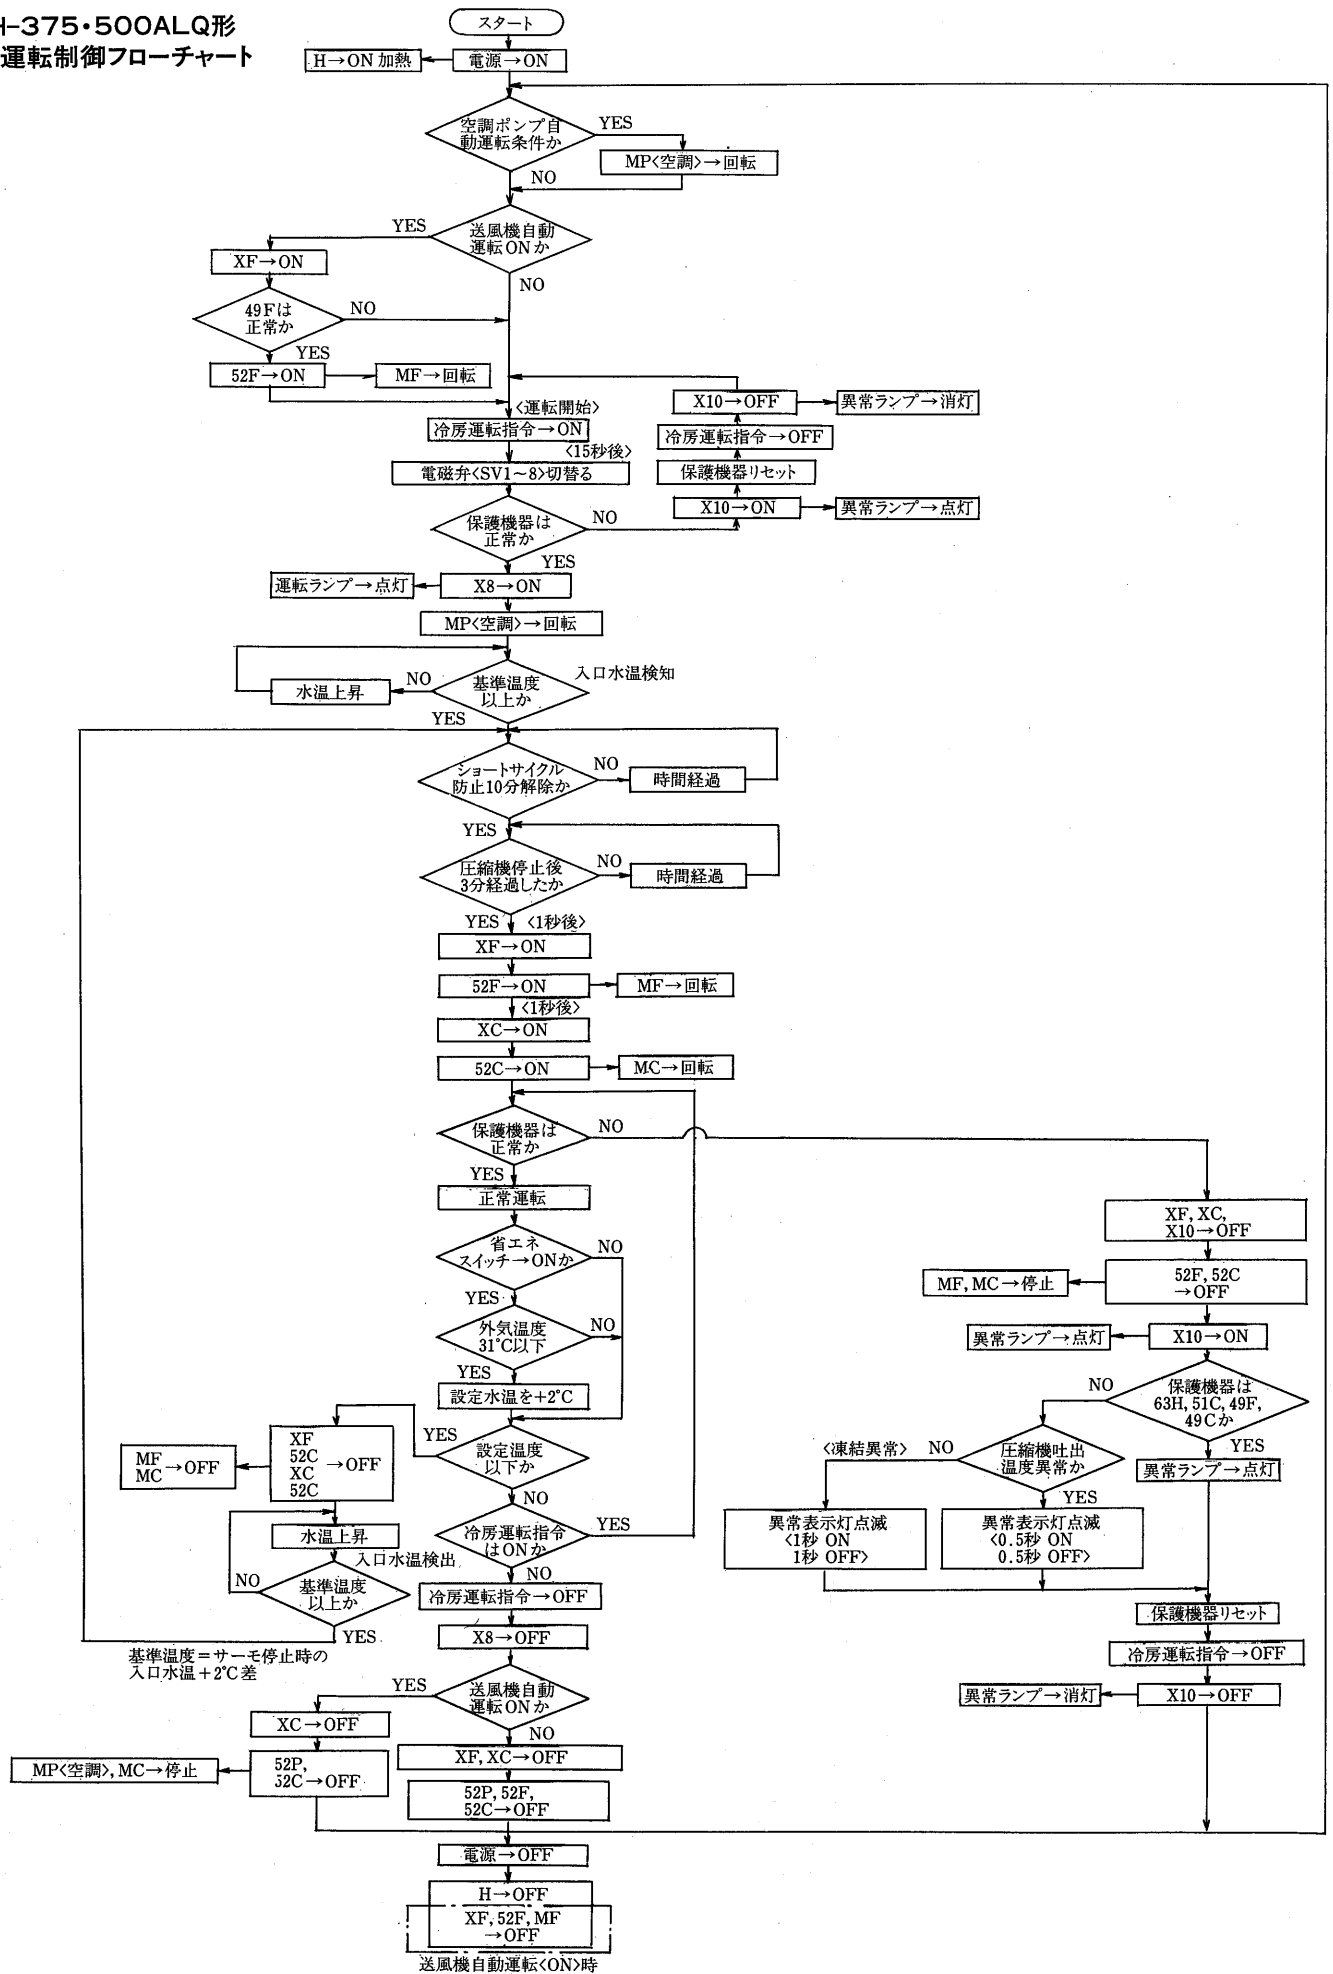 H-375・500ALQ形
運転制御フローチャート
スタート
H→ON 加熱
電源→ON
空調ポンプ自
動運転条件か
YES
MP<空調>→回転
NO
YES
送風機自動
運転ONか
XF→ON
NO
49Fは
正常か
NO
YES
52F→ON
MF→回転
<運転開始>
冷房運転指令→ON
X10→OFF
異常ランプ→消灯
冷房運転指令→OFF
<15秒後>
電磁弁<SV1~8>切替る
保護機器リセット
X10→ON
異常ランプ→点灯
保護機器は
正常か
NO
YES
運転ランプ→点灯
X8→ON
MP<空調>→回転
入口水温検知
基準温度
以上か
NO
水温上昇
YES
ショートサイクル
防止10分解除か
NO
時間経過
YES
圧縮機停止後
3分経過したか
NO
時間経過
YES
<1秒後>
XF→ON
52F→ON
MF→回転
<1秒後>
XC→ON
52C→ON
MC→回転
保護機器は
正常か
NO
YES
正常運転
省エネ
スイッチ→ONか
NO
YES
外気温度
31℃以下
NO
YES
設定水温を+2℃
設定温度
以下か
YES
XF
52C
XC
52C
→OFF
MF
MC
→OFF
水温上昇
入口水温検出
基準温度
以上か
NO
YES
基準温度=サーモ停止時の
入口水温+2℃差
NO
冷房運転指令
はONか
YES
NO
冷房運転指令→OFF
X8→OFF
送風機自動
運転ONか
YES
XC→OFF
52P,
52C→OFF
MP<空調>, MC→停止
NO
XF, XC→OFF
52P, 52F,
52C→OFF
XF, XC,
X10→OFF
52F, 52C
→OFF
MF, MC→停止
X10→ON
異常ランプ→点灯
保護機器は
63H, 51C, 49F,
49Cか
NO
YES
異常ランプ→点灯
圧縮機吐出
温度異常か
NO
<凍結異常>
YES
異常表示灯点滅
<1秒 ON
1秒 OFF>
異常表示灯点滅
<0.5秒 ON
0.5秒 OFF>
保護機器リセット
冷房運転指令→OFF
X10→OFF
異常ランプ→消灯
電源→OFF
H→OFF
XF, 52F, MF
→OFF
送風機自動運転<ON>時